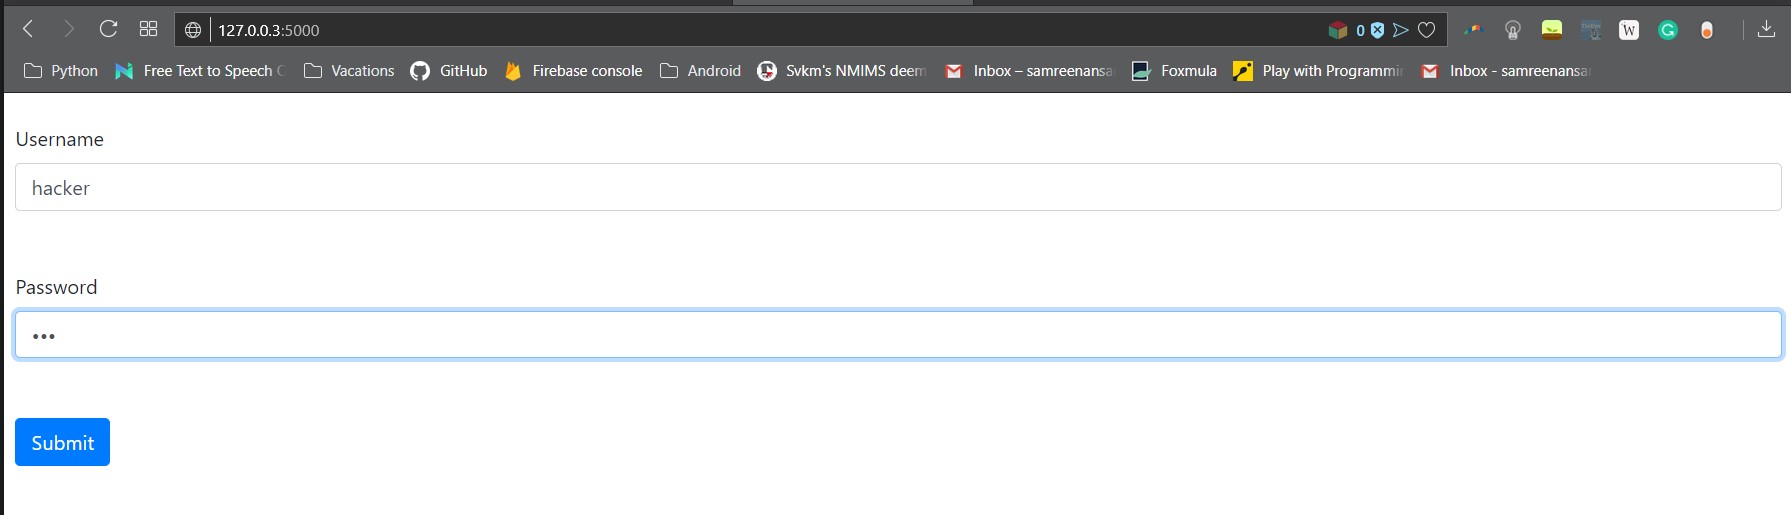 127.0.0.3:5000
0
W
G
Python Free Text to Speech Vacations GitHub Firebase console Android Svkm's NMIMS deem Inbox – samreenansa Foxmula Play with Programmin Inbox - samreenansa
Username
hacker
Password
•••
Submit